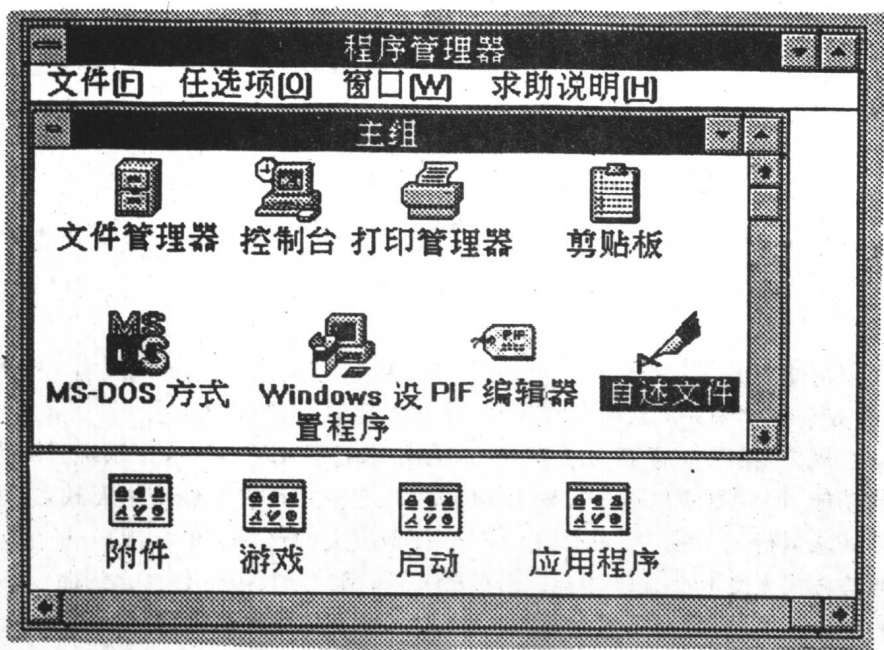 程序管理器
文件[F] 任选项[O] 窗口[W] 求助说明[H]
主组
文件管理器 控制台 打印管理器 剪贴板
MS DOS
PIF
MS-DOS 方式 Windows 设置程序 PIF 编辑器 自述文件
附件 游戏 启动 应用程序